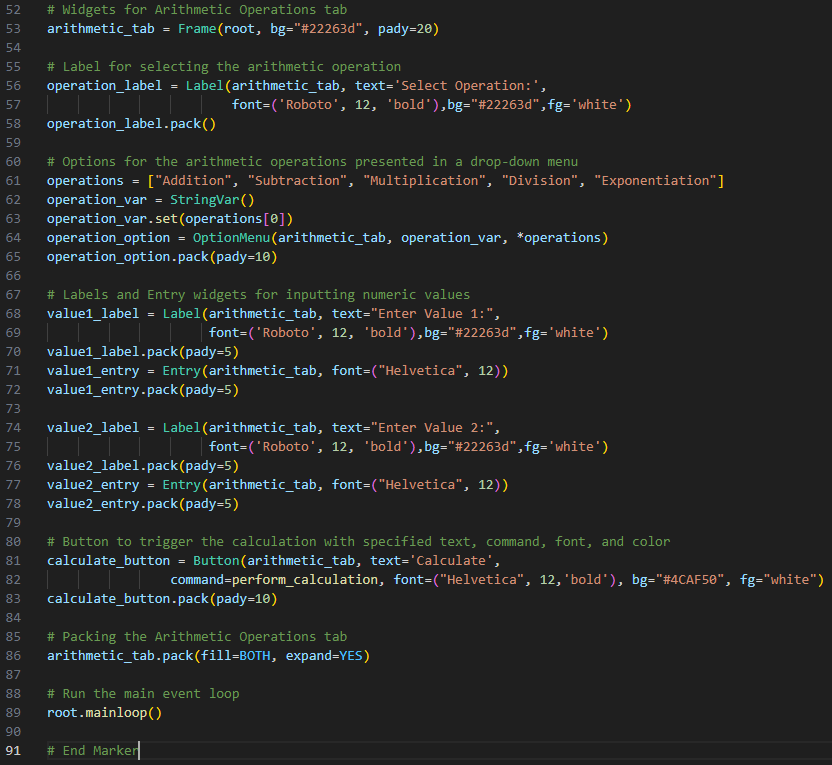 52 # Widgets for Arithmetic Operations tab
53 arithmetic_tab = Frame(root, bg="#22263d", pady=20)
54
55 # Label for selecting the arithmetic operation
56 operation_label = Label(arithmetic_tab, text='Select Operation:',
57                         font=('Roboto', 12, 'bold'),bg="#22263d",fg='white')
58 operation_label.pack()
59
60 # Options for the arithmetic operations presented in a drop-down menu
61 operations = ["Addition", "Subtraction", "Multiplication", "Division", "Exponentiation"]
62 operation_var = StringVar()
63 operation_var.set(operations[0])
64 operation_option = OptionMenu(arithmetic_tab, operation_var, *operations)
65 operation_option.pack(pady=10)
66
67 # Labels and Entry widgets for inputting numeric values
68 value1_label = Label(arithmetic_tab, text="Enter Value 1:",
69                      font=('Roboto', 12, 'bold'),bg="#22263d",fg='white')
70 value1_label.pack(pady=5)
71 value1_entry = Entry(arithmetic_tab, font=("Helvetica", 12))
72 value1_entry.pack(pady=5)
73
74 value2_label = Label(arithmetic_tab, text="Enter Value 2:",
75                      font=('Roboto', 12, 'bold'),bg="#22263d",fg='white')
76 value2_label.pack(pady=5)
77 value2_entry = Entry(arithmetic_tab, font=("Helvetica", 12))
78 value2_entry.pack(pady=5)
79
80 # Button to trigger the calculation with specified text, command, font, and color
81 calculate_button = Button(arithmetic_tab, text='Calculate',
82                 command=perform_calculation, font=("Helvetica", 12,'bold'), bg="#4CAF50", fg="white")
83 calculate_button.pack(pady=10)
84
85 # Packing the Arithmetic Operations tab
86 arithmetic_tab.pack(fill=BOTH, expand=YES)
87
88 # Run the main event loop
89 root.mainloop()
90
91 # End Marker